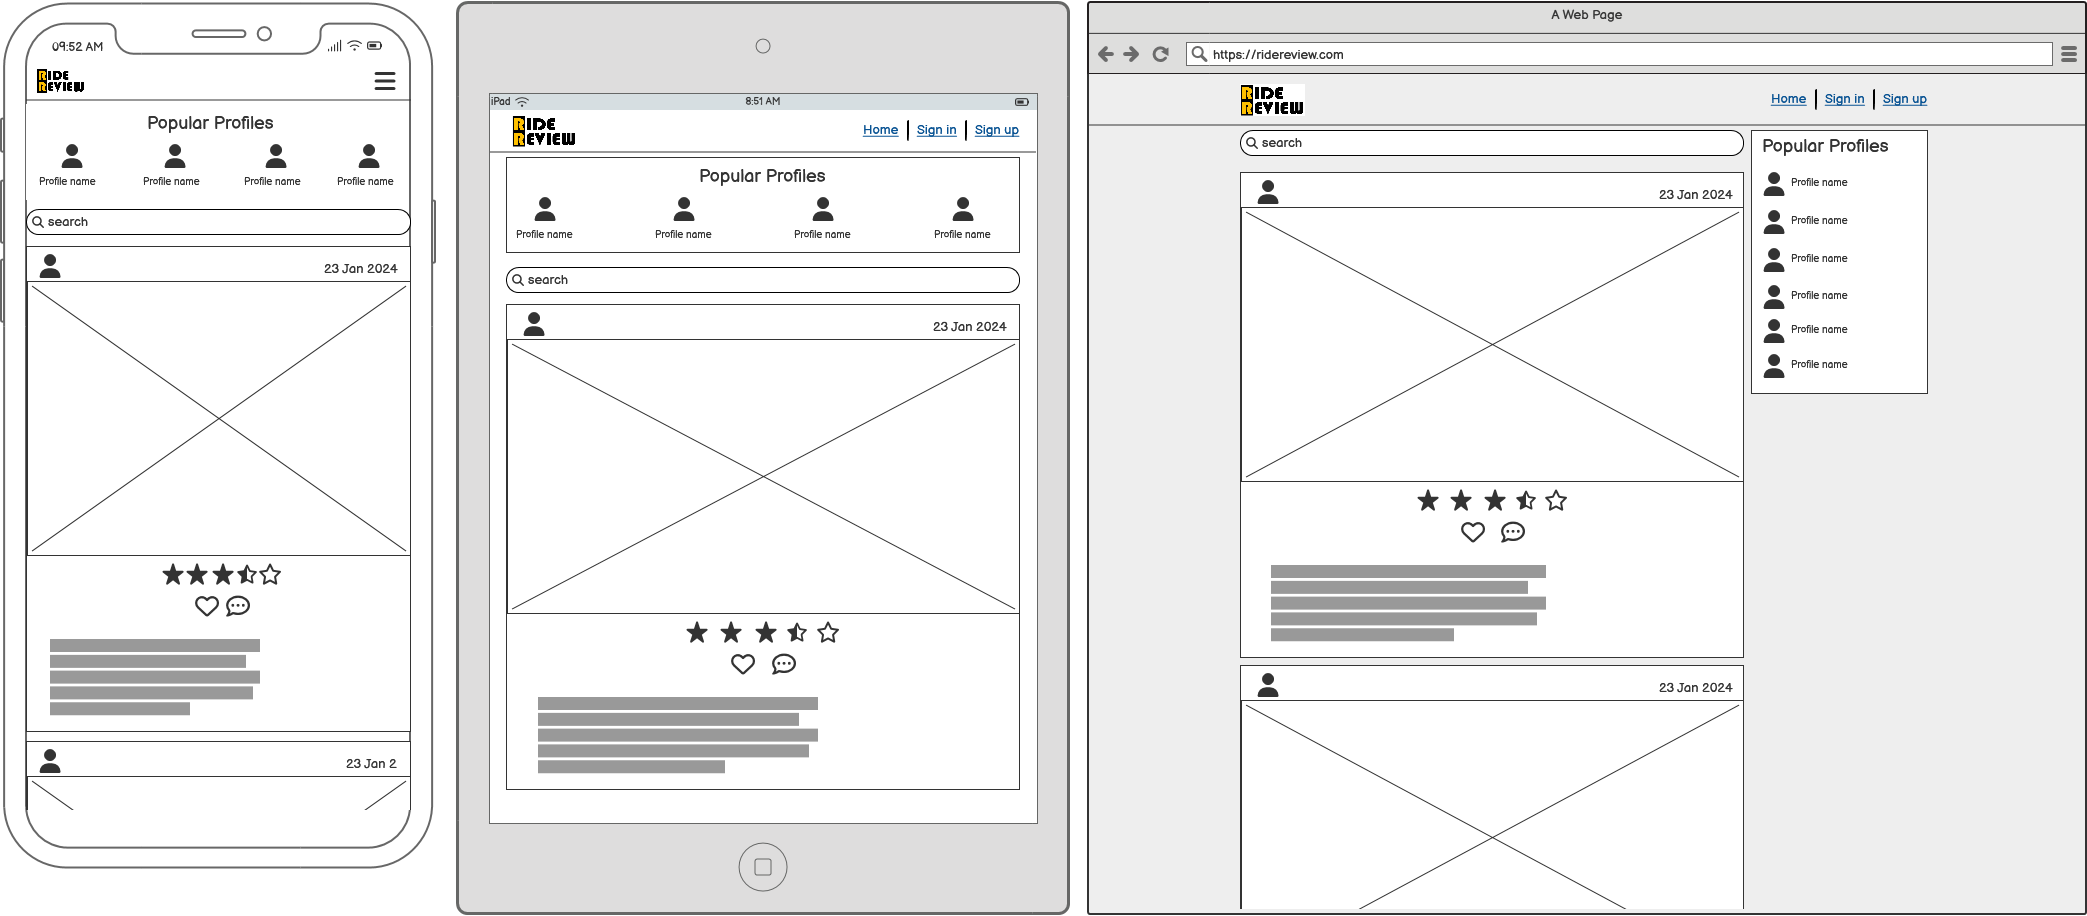 09:52 AM
RIDE
REVIEW
Popular Profiles
Profile name Profile name Profile name Profile name
search
23 Jan 2024
23 Jan 2
iPad 8:51 AM
RIDE
REVIEW
Home Sign in Sign up
Popular Profiles
Profile name Profile name Profile name Profile name
search
23 Jan 2024
A Web Page
https://ridereview.com
RIDE
REVIEW
Home Sign in Sign up
search
Popular Profiles
Profile name
Profile name
Profile name
Profile name
Profile name
Profile name
23 Jan 2024
23 Jan 2024